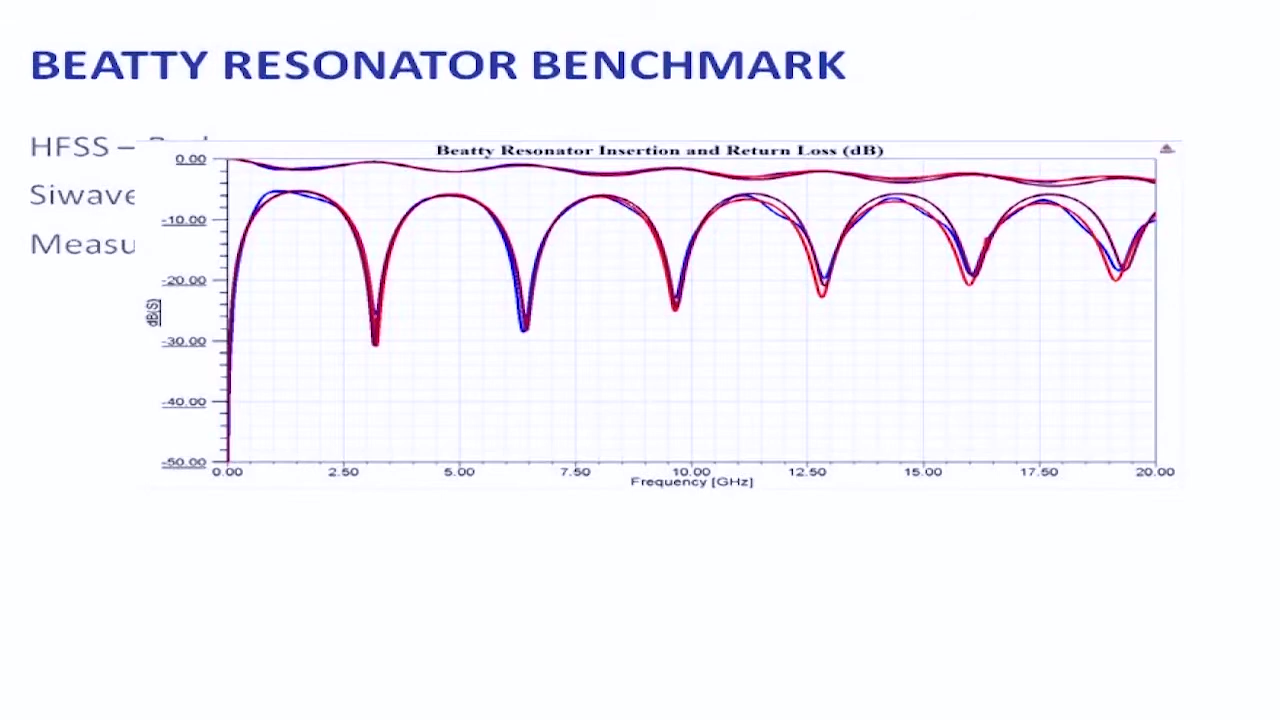 BEATTY RESONATOR BENCHMARK
HFSS –
Siwave
Measu
Beatty Resonator Insertion and Return Loss (dB)
0.00
-10.00
-20.00
-30.00
-40.00
-50.00
dB(S)
0.00 2.50 5.00 7.50 10.00 12.50 15.00 17.50 20.00
Frequency [GHz]